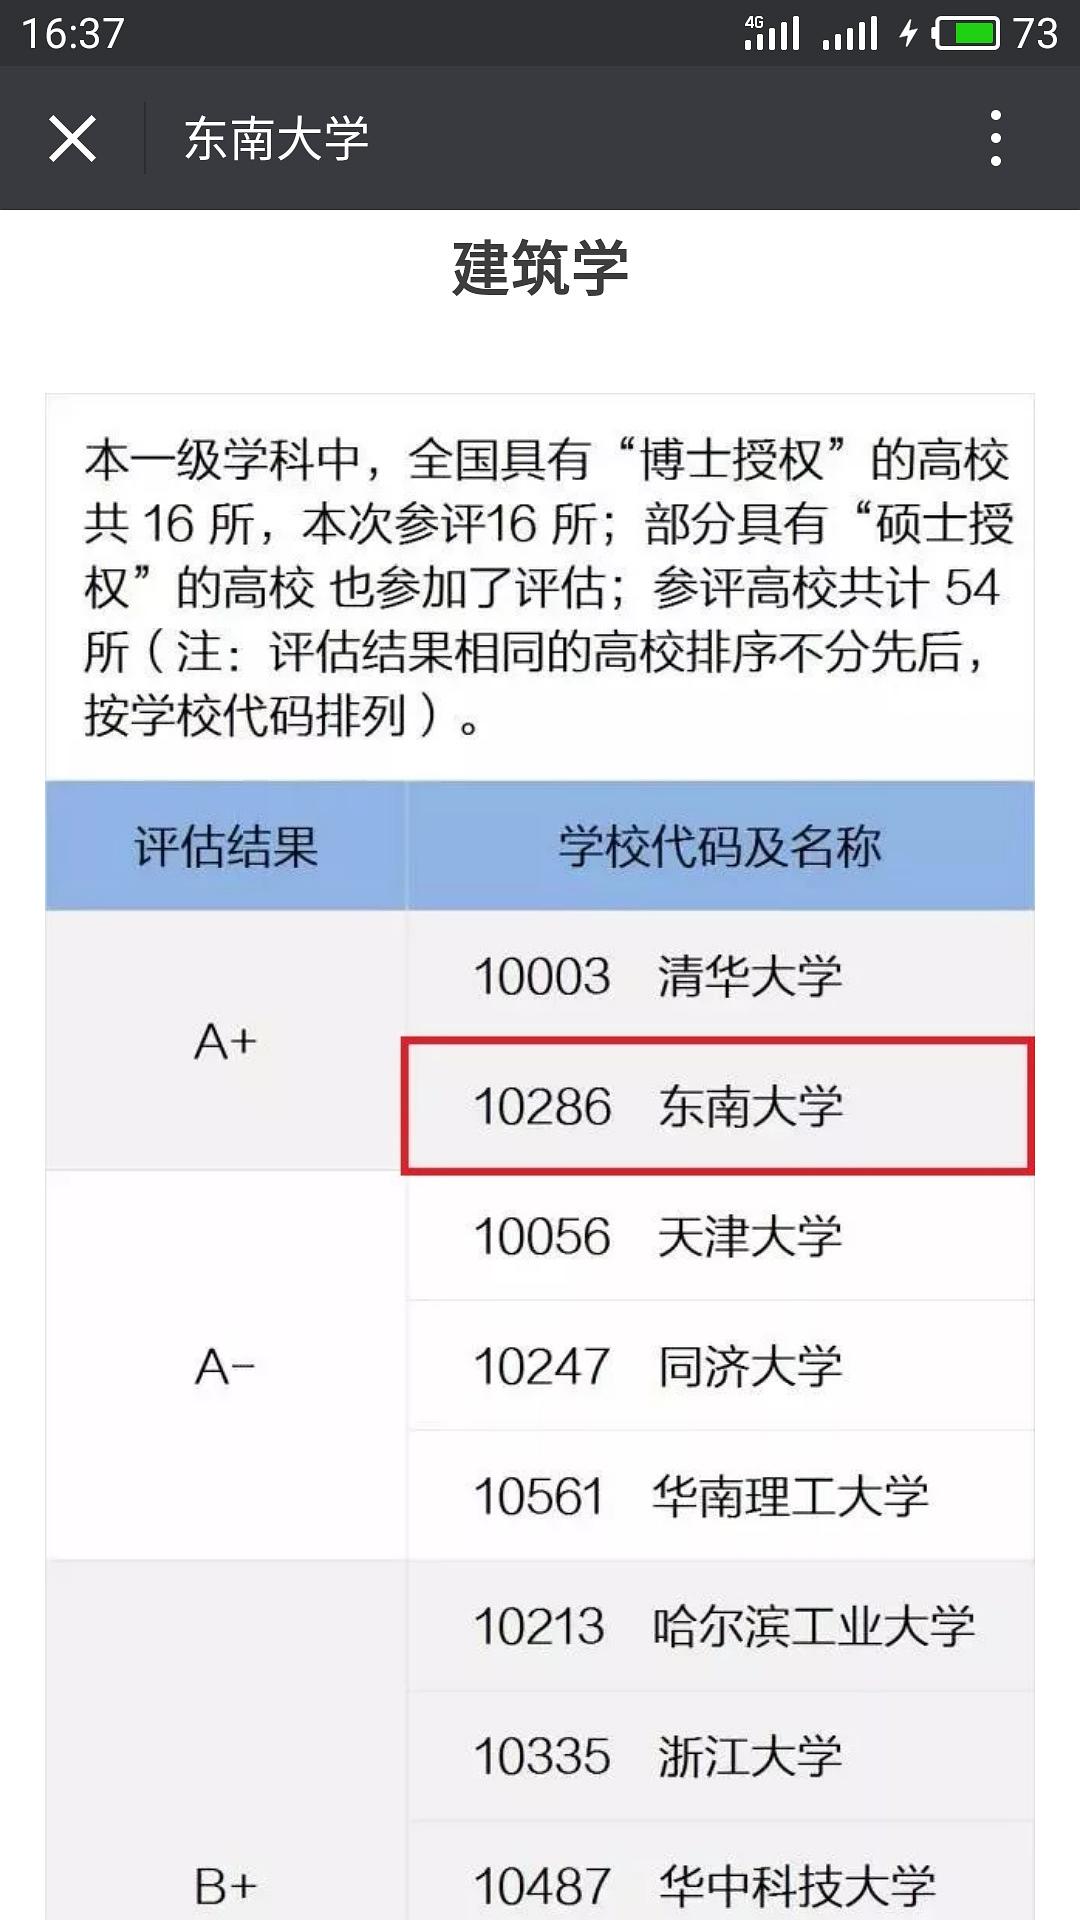 16:37
4G
73
东南大学
建筑学
本一级学科中，全国具有“博士授权”的高校
共 16 所，本次参评16 所；部分具有“硕士授
权”的高校 也参加了评估；参评高校共计 54
所（注：评估结果相同的高校排序不分先后，
按学校代码排列）。
评估结果 学校代码及名称
A+
10003 清华大学
10286 东南大学
A-
10056 天津大学
10247 同济大学
10561 华南理工大学
B+
10213 哈尔滨工业大学
10335 浙江大学
10487 华中科技大学